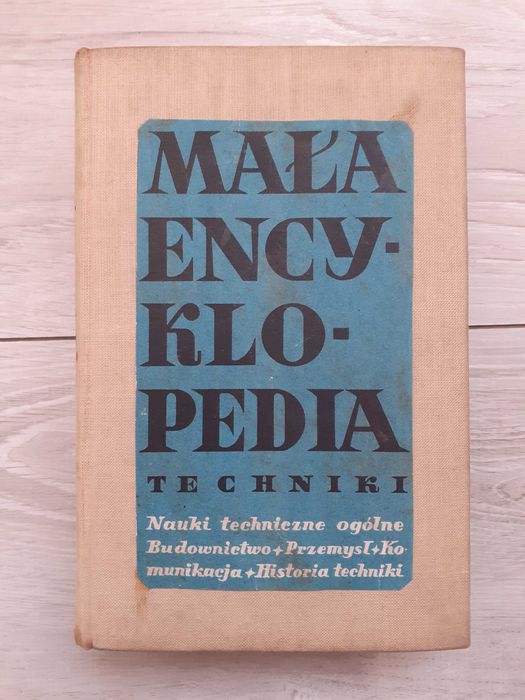 MAŁA
ENCY-
KLO-
PEDIA
TECHNIKI
Nauki techniczne ogólne
Budownictwo + Przemysł + Ko-
munikacja + Historia techniki